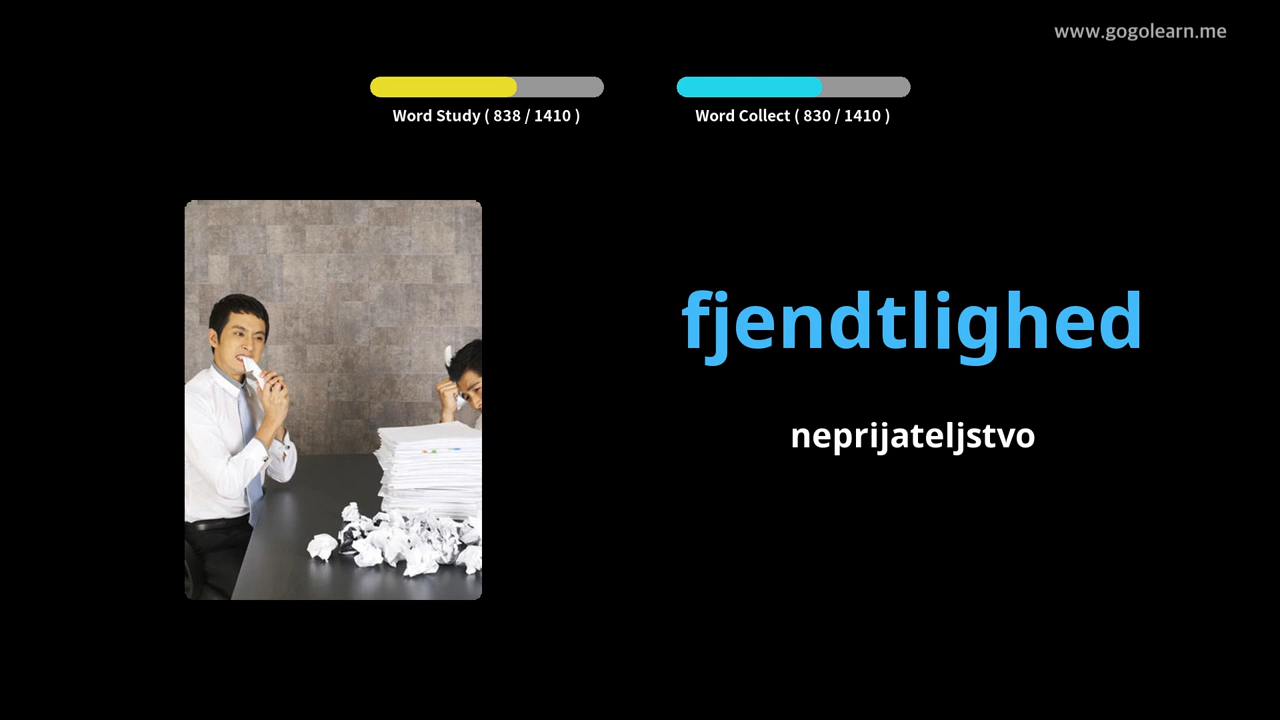 www.gogolearn.me
Word Study ( 838 / 1410 )
Word Collect ( 830 / 1410 )
fjendtlighed
neprijateljstvo